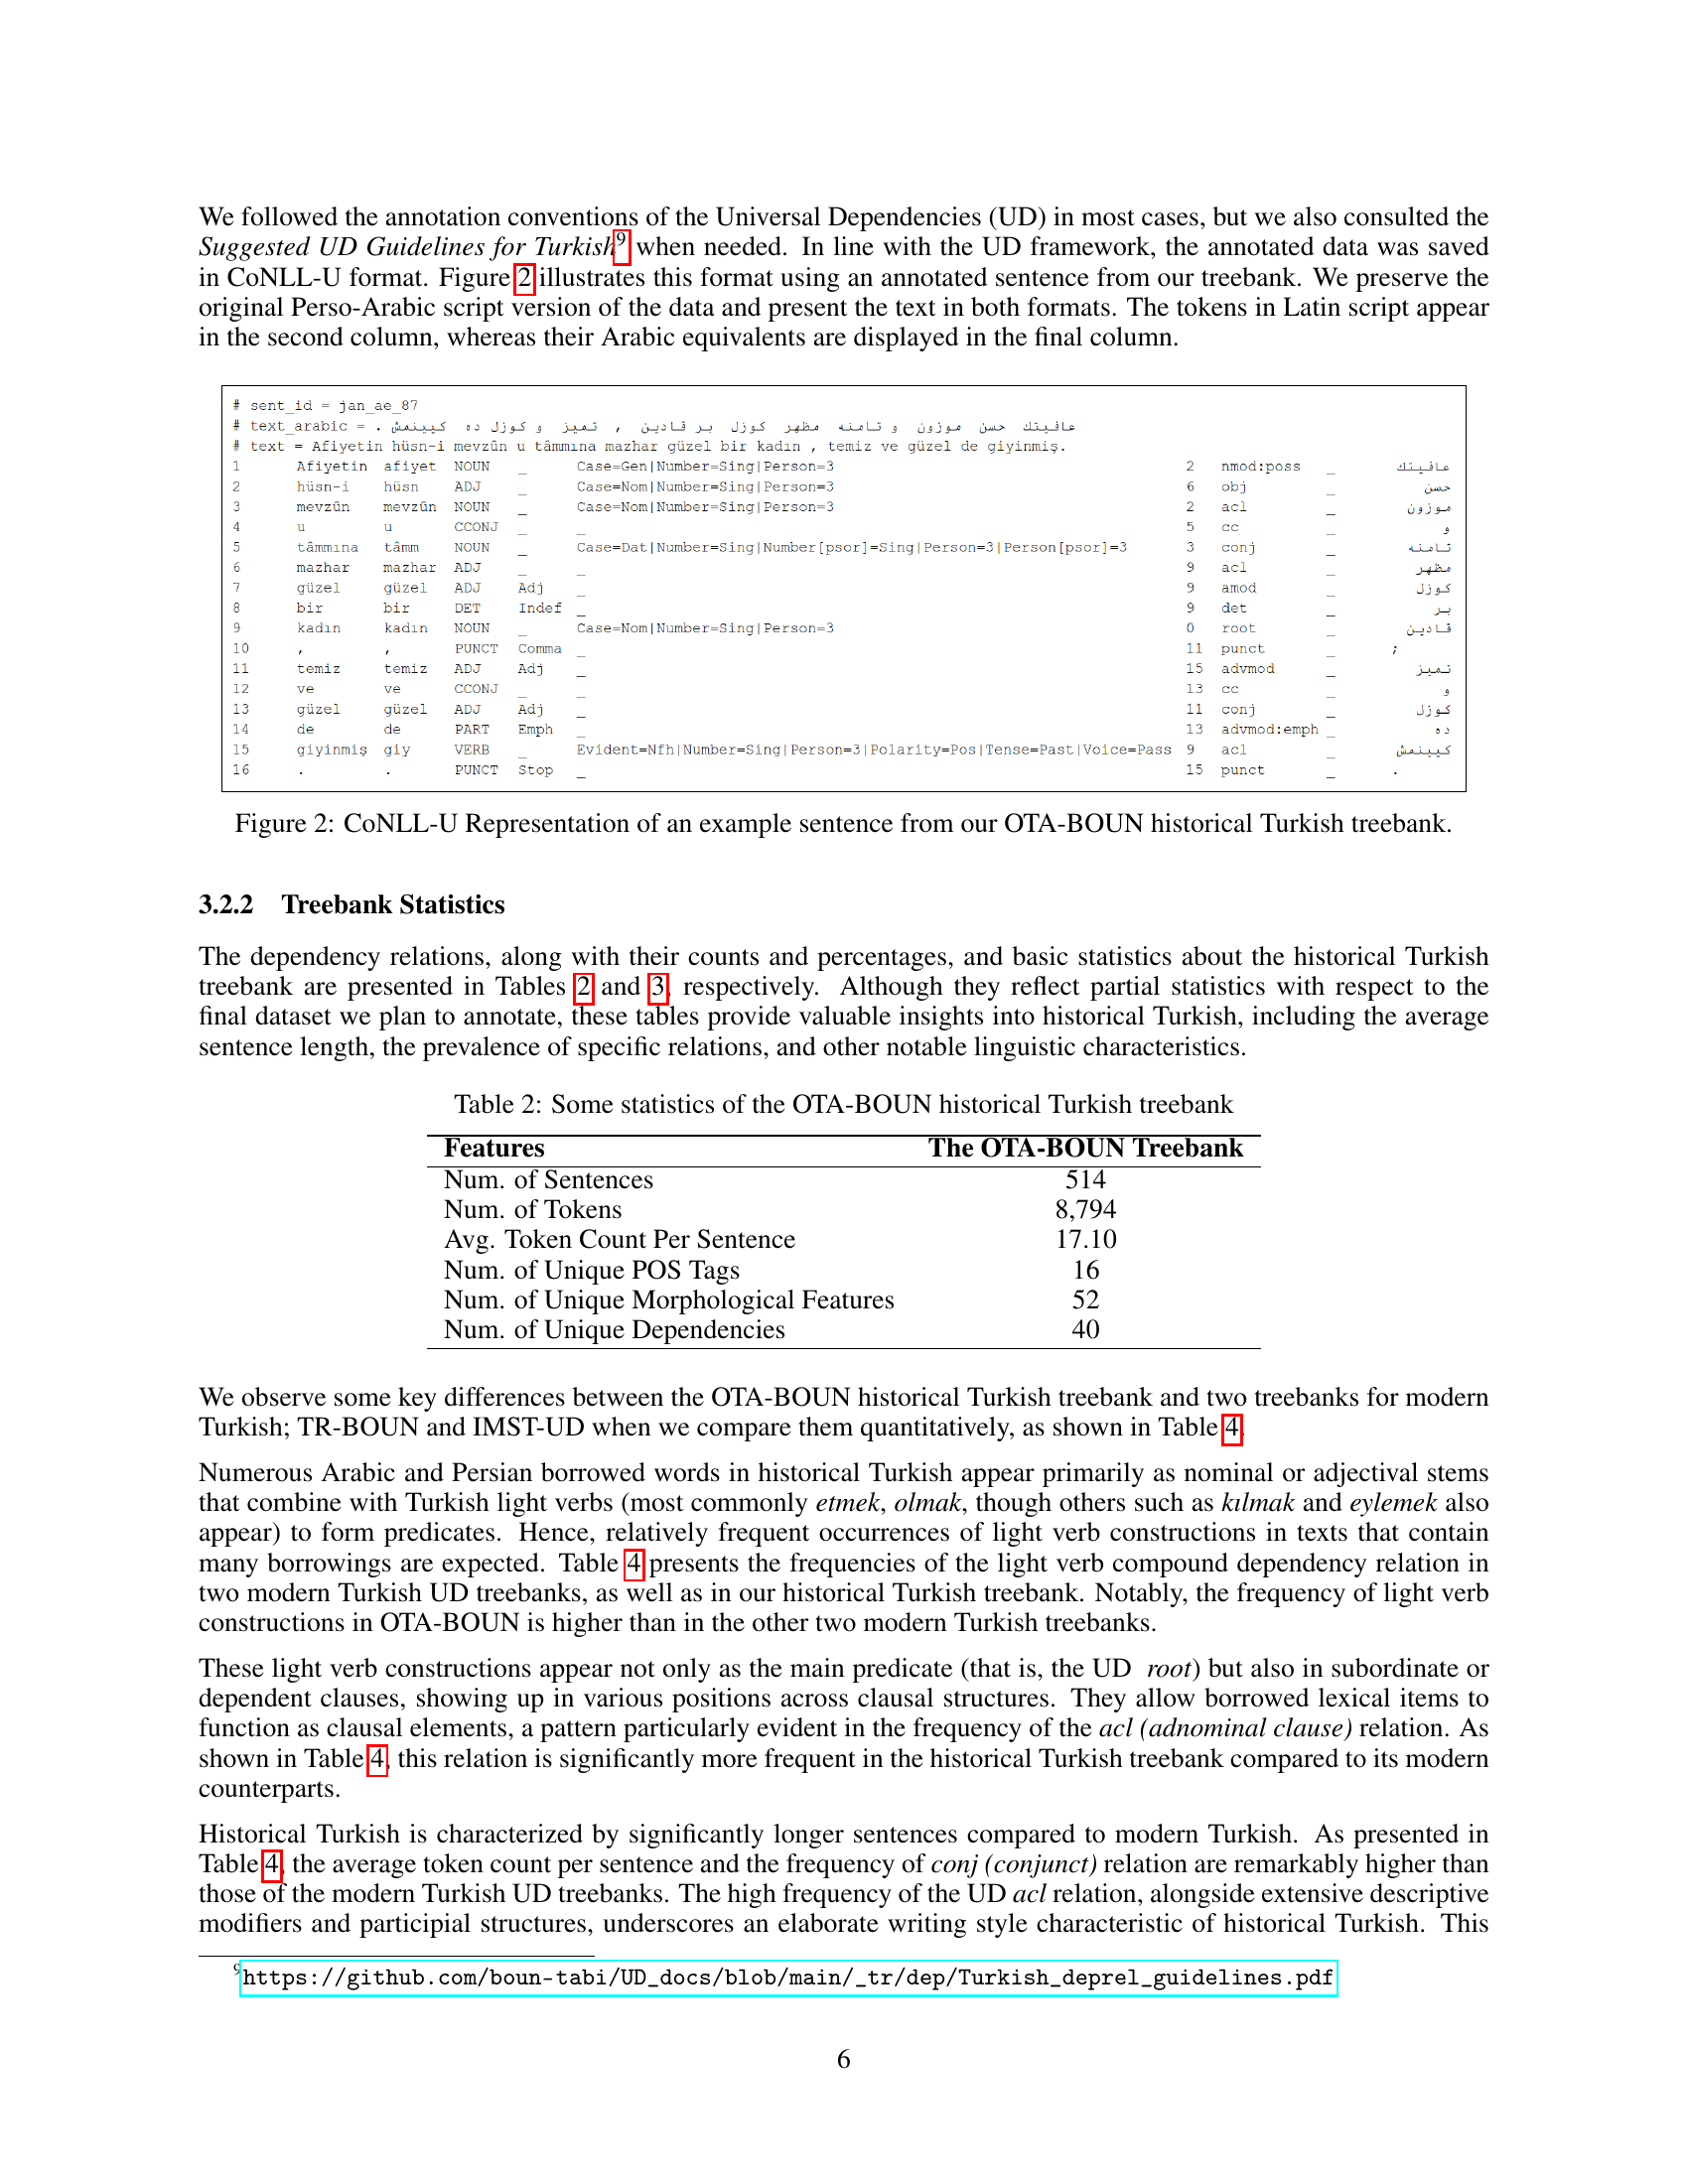 We followed the annotation conventions of the Universal Dependencies (UD) in most cases, but we also consulted the
Suggested UD Guidelines for Turkish9 when needed. In line with the UD framework, the annotated data was saved
in CoNLL-U format. Figure 2 illustrates this format using an annotated sentence from our treebank. We preserve the
original Perso-Arabic script version of the data and present the text in both formats. The tokens in Latin script appear
in the second column, whereas their Arabic equivalents are displayed in the final column.
# sent_id = jan_ae_87
# text_arabic = عافيتك حسن موزون و تامنه مظهر كوزل بر قادين , تميز و كوزل ده كيينمش .
# text = Afiyetin hüsn-i mevzûn u tâmmına mazhar güzel bir kadın , temiz ve güzel de giyinmiş.
1 Afiyetin afiyet NOUN _ Case=Gen|Number=Sing|Person=3 2 nmod:poss _ عافيتك
2 hüsn-i hüsn ADJ _ Case=Nom|Number=Sing|Person=3 6 obj _ حسن
3 mevzûn mevzûn NOUN _ Case=Nom|Number=Sing|Person=3 2 acl _ موزون
4 u u CCONJ _ _ 5 cc _ و
5 tâmmına tâmm NOUN _ Case=Dat|Number=Sing|Number[psor]=Sing|Person=3|Person[psor]=3 3 conj _ تامنه
6 mazhar mazhar ADJ _ _ 9 acl _ مظهر
7 güzel güzel ADJ Adj _ 9 amod _ كوزل
8 bir bir DET Indef _ 9 det _ بر
9 kadın kadın NOUN _ Case=Nom|Number=Sing|Person=3 0 root _ قادين
10 , , PUNCT Comma _ 11 punct _ ;
11 temiz temiz ADJ Adj _ 15 advmod _ تميز
12 ve ve CCONJ _ _ 13 cc _ و
13 güzel güzel ADJ Adj _ 11 conj _ كوزل
14 de de PART Emph _ 13 advmod:emph _ ده
15 giyinmiş giy VERB _ Evident=Nfh|Number=Sing|Person=3|Polarity=Pos|Tense=Past|Voice=Pass 9 acl _ كيينمش
16 . . PUNCT Stop _ 15 punct _ .
Figure 2: CoNLL-U Representation of an example sentence from our OTA-BOUN historical Turkish treebank.
3.2.2 Treebank Statistics
The dependency relations, along with their counts and percentages, and basic statistics about the historical Turkish
treebank are presented in Tables 2 and 3, respectively. Although they reflect partial statistics with respect to the
final dataset we plan to annotate, these tables provide valuable insights into historical Turkish, including the average
sentence length, the prevalence of specific relations, and other notable linguistic characteristics.
Table 2: Some statistics of the OTA-BOUN historical Turkish treebank
Features The OTA-BOUN Treebank
Num. of Sentences 514
Num. of Tokens 8,794
Avg. Token Count Per Sentence 17.10
Num. of Unique POS Tags 16
Num. of Unique Morphological Features 52
Num. of Unique Dependencies 40
We observe some key differences between the OTA-BOUN historical Turkish treebank and two treebanks for modern
Turkish; TR-BOUN and IMST-UD when we compare them quantitatively, as shown in Table 4.
Numerous Arabic and Persian borrowed words in historical Turkish appear primarily as nominal or adjectival stems
that combine with Turkish light verbs (most commonly etmek, olmak, though others such as kılmak and eylemek also
appear) to form predicates. Hence, relatively frequent occurrences of light verb constructions in texts that contain
many borrowings are expected. Table 4 presents the frequencies of the light verb compound dependency relation in
two modern Turkish UD treebanks, as well as in our historical Turkish treebank. Notably, the frequency of light verb
constructions in OTA-BOUN is higher than in the other two modern Turkish treebanks.
These light verb constructions appear not only as the main predicate (that is, the UD root) but also in subordinate or
dependent clauses, showing up in various positions across clausal structures. They allow borrowed lexical items to
function as clausal elements, a pattern particularly evident in the frequency of the acl (adnominal clause) relation. As
shown in Table 4, this relation is significantly more frequent in the historical Turkish treebank compared to its modern
counterparts.
Historical Turkish is characterized by significantly longer sentences compared to modern Turkish. As presented in
Table 4, the average token count per sentence and the frequency of conj (conjunct) relation are remarkably higher than
those of the modern Turkish UD treebanks. The high frequency of the UD acl relation, alongside extensive descriptive
modifiers and participial structures, underscores an elaborate writing style characteristic of historical Turkish. This
9https://github.com/boun-tabi/UD_docs/blob/main/_tr/dep/Turkish_deprel_guidelines.pdf
6